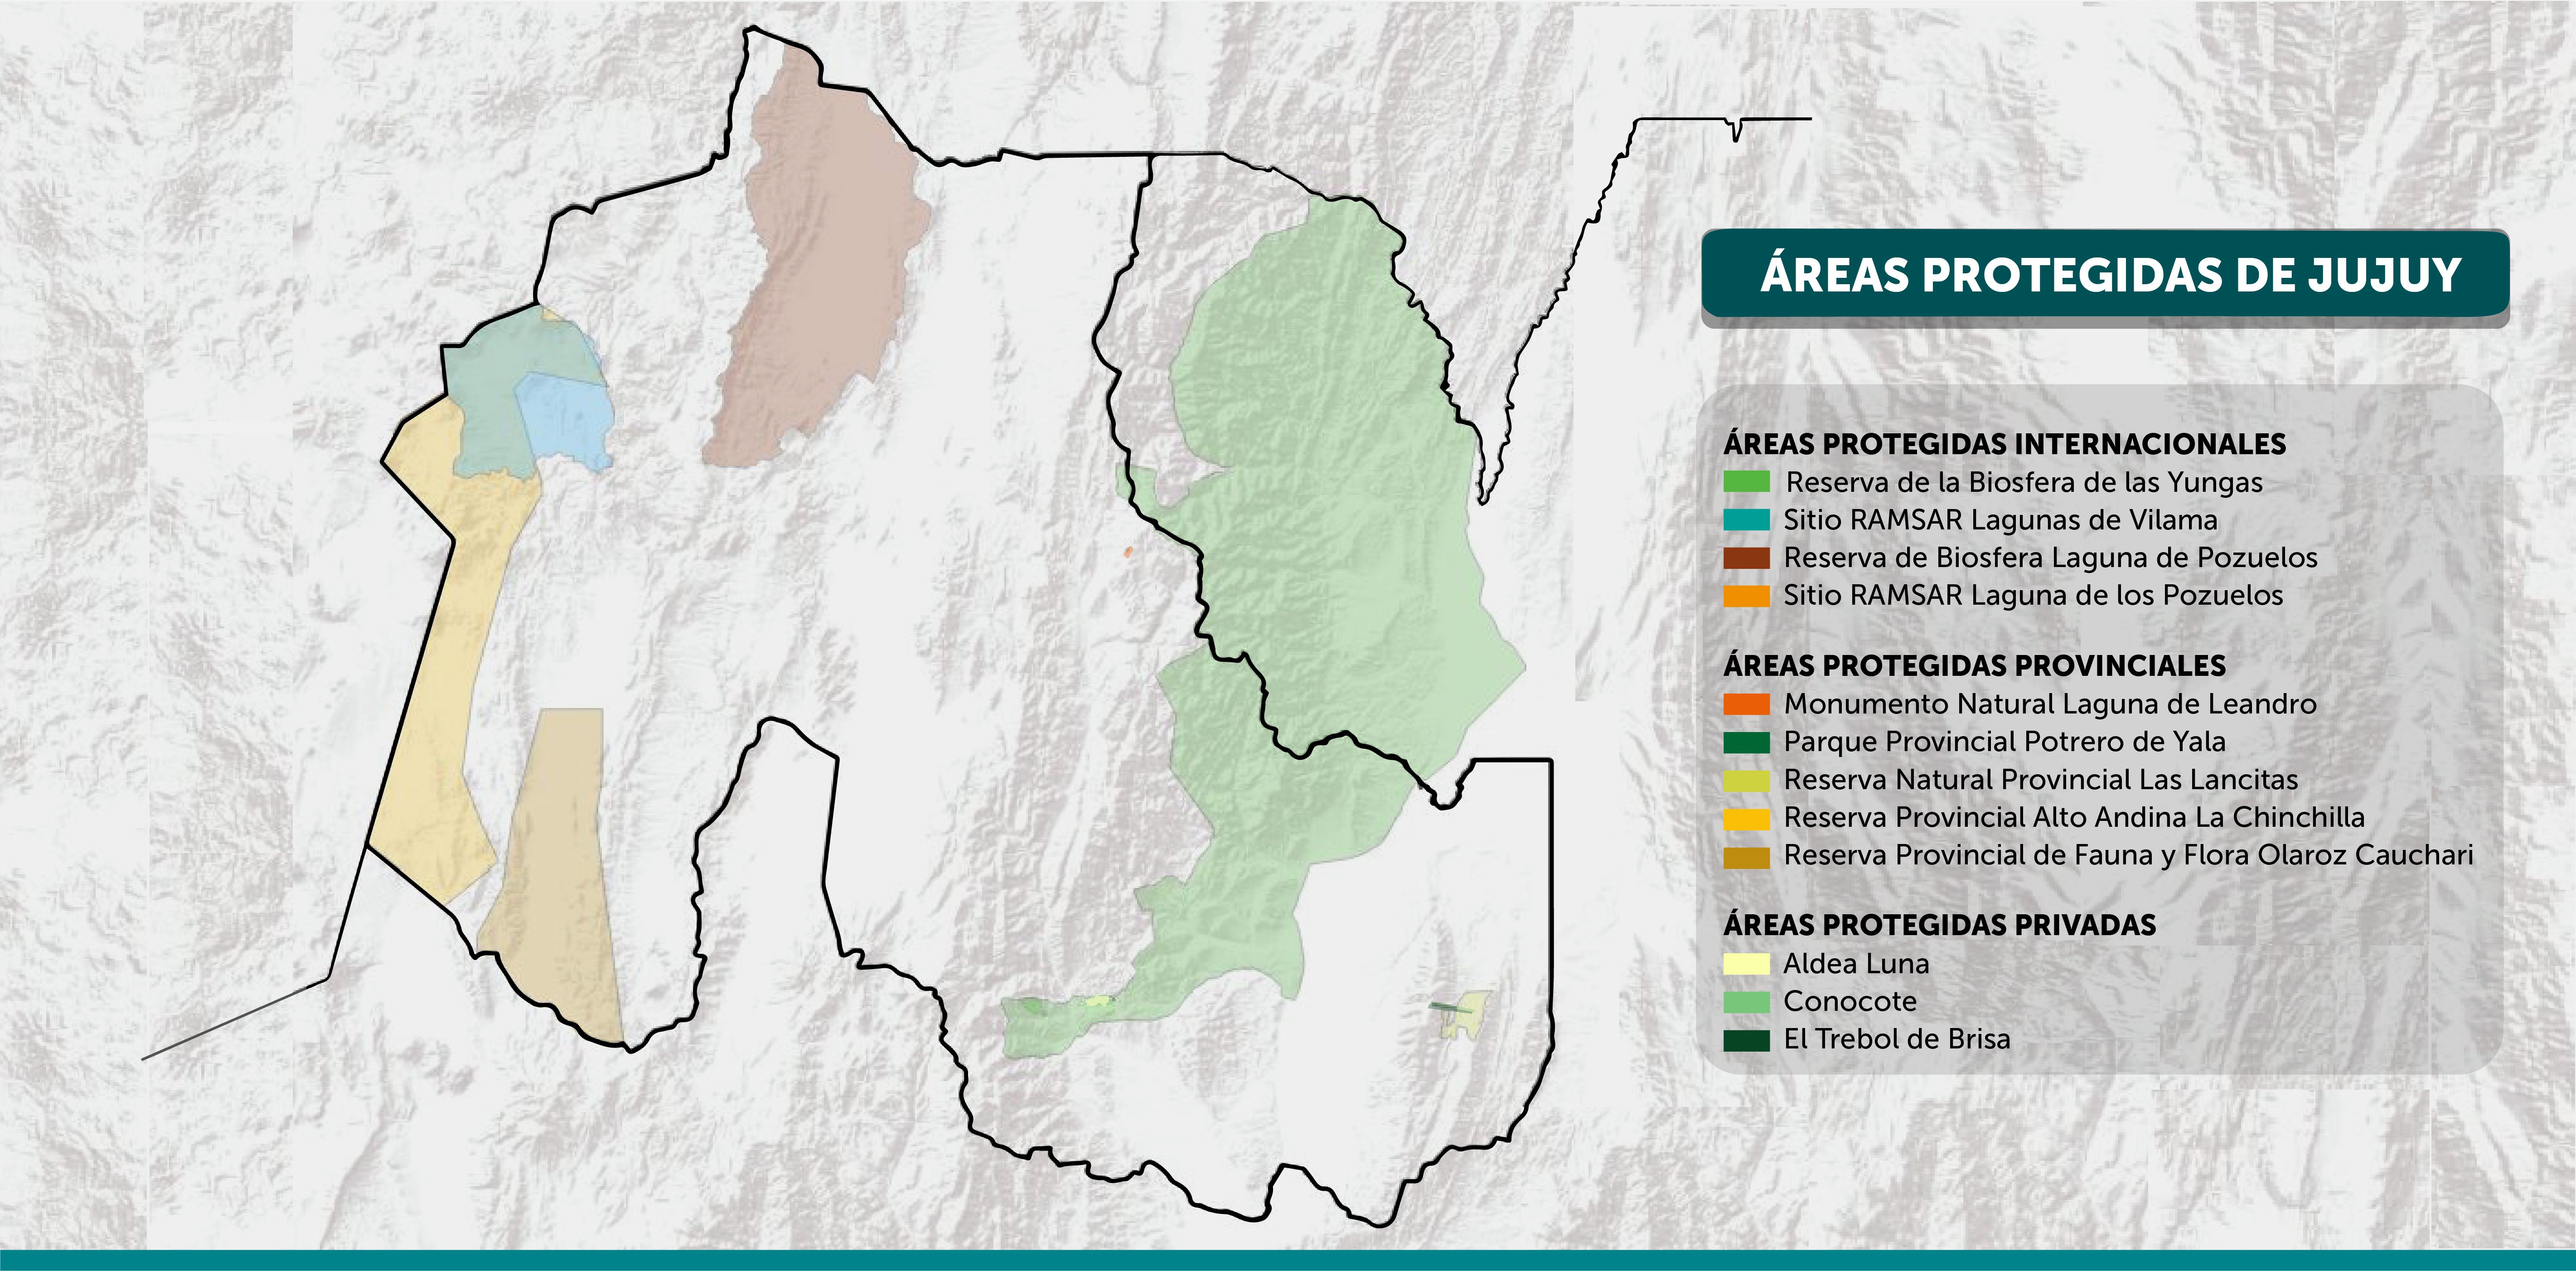 ÁREAS PROTEGIDAS DE JUJUY
ÁREAS PROTEGIDAS INTERNACIONALES
Reserva de la Biosfera de las Yungas
Sitio RAMSAR Lagunas de Vilama
Reserva de Biosfera Laguna de Pozuelos
Sitio RAMSAR Laguna de los Pozuelos
ÁREAS PROTEGIDAS PROVINCIALES
Monumento Natural Laguna de Leandro
Parque Provincial Potrero de Yala
Reserva Natural Provincial Las Lancitas
Reserva Provincial Alto Andina La Chinchilla
Reserva Provincial de Fauna y Flora Olaroz Cauchari
ÁREAS PROTEGIDAS PRIVADAS
Aldea Luna
Conocote
El Trebol de Brisa